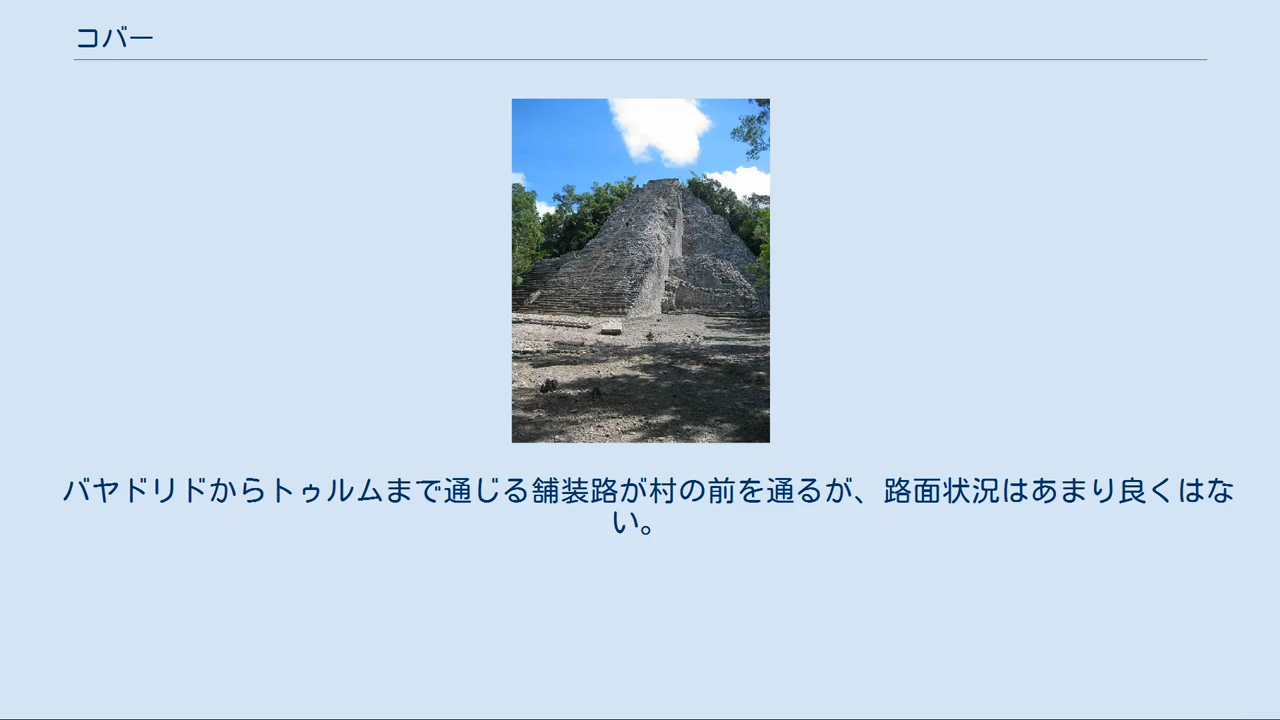 コバー
バヤドリドからトゥルムまで通じる舗装路が村の前を通るが、路面状況はあまり良くはな
い。